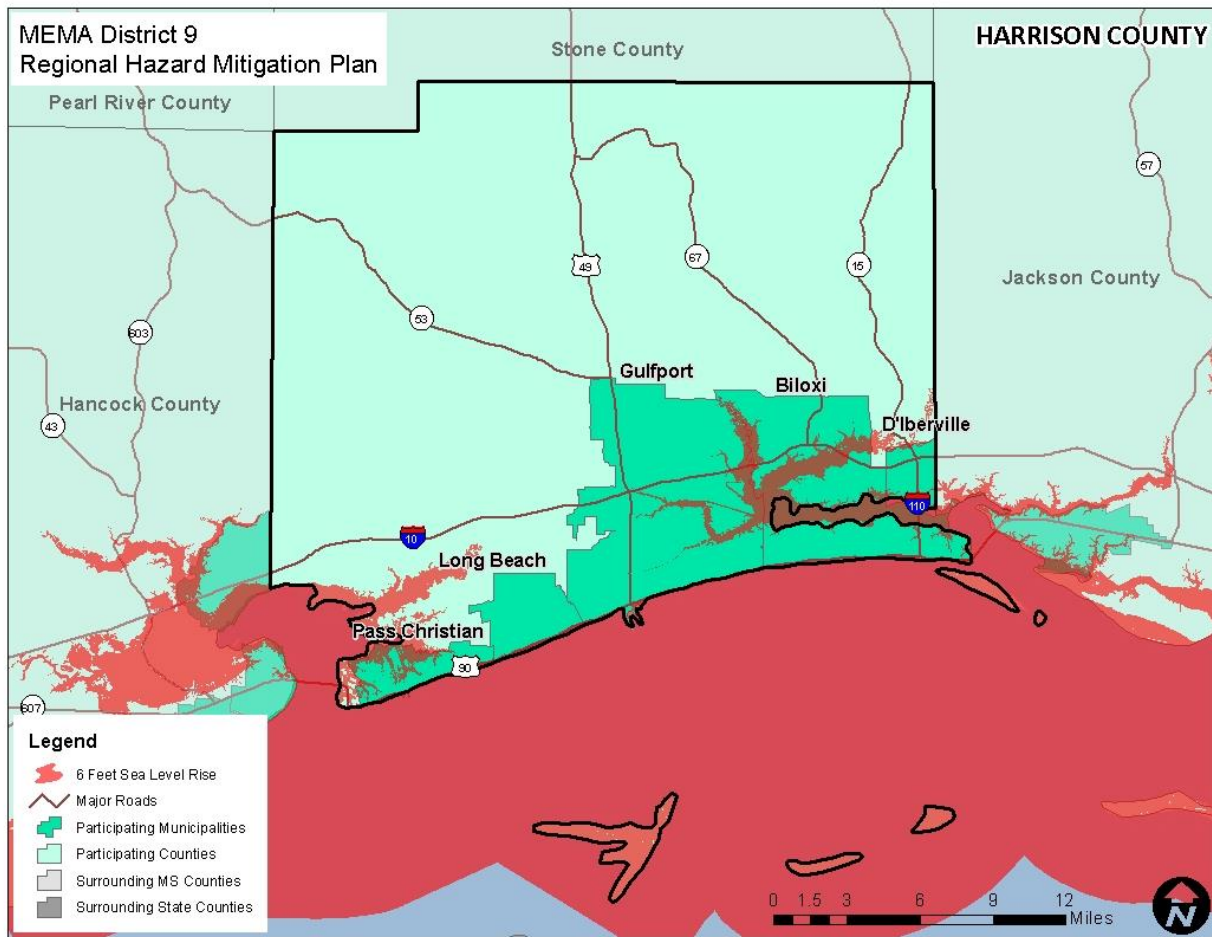 MEMA District 9
Regional Hazard Mitigation Plan
HARRISON COUNTY
Stone County
Pearl River County
57
49
67
15
Jackson County
53
603
Gulfport
Biloxi
Hancock County
43
D'Iberville
110
10
Long Beach
Pass Christian
90
607
Legend
6 Feet Sea Level Rise
Major Roads
Participating Municipalities
Participating Counties
Surrounding MS Counties
Surrounding State Counties
0 1.5 3 6 9 12
Miles
N